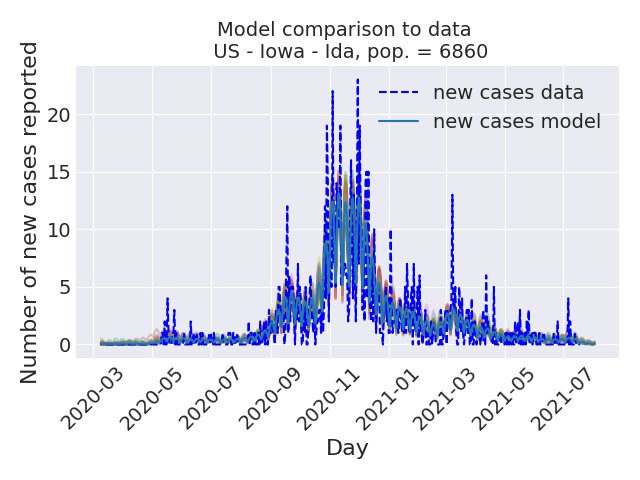 Model comparison to data
US - Iowa - Ida, pop. = 6860
Number of new cases reported
20
15
10
5
0
new cases data
new cases model
2020-03
2020-05
2020-07
2020-09
2020-11
2021-01
2021-03
2021-05
2021-07
Day